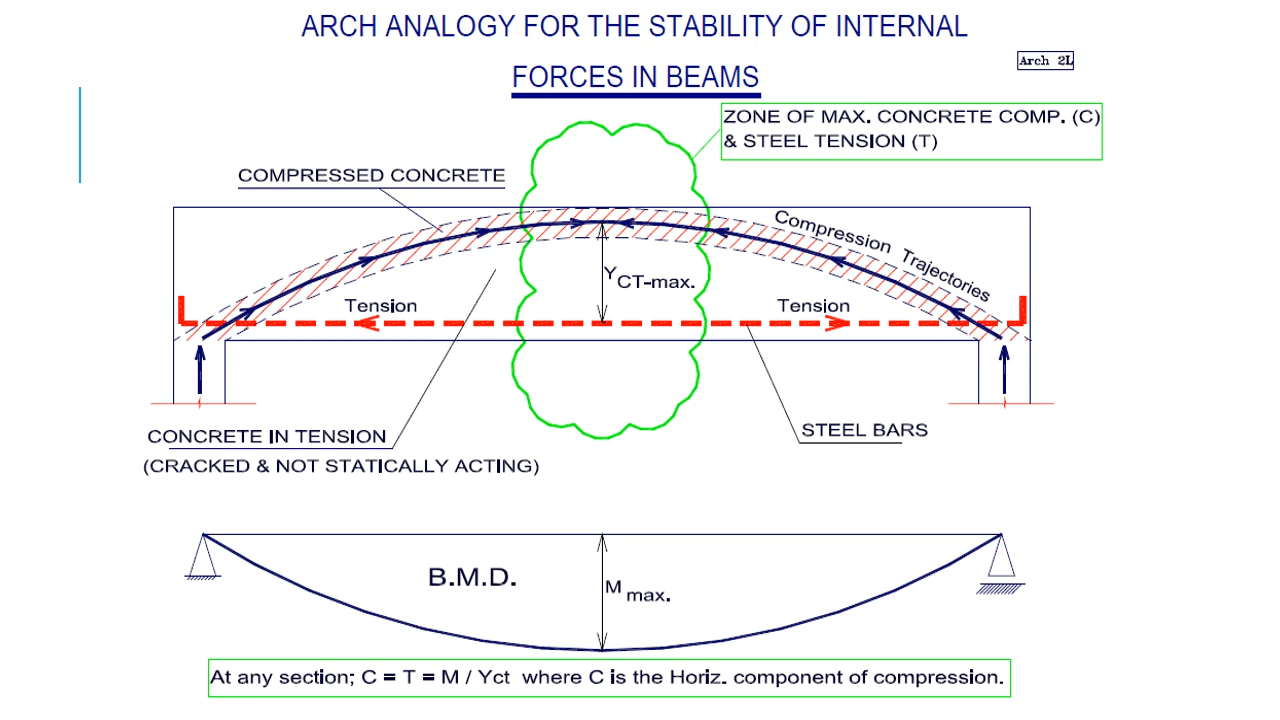 ARCH ANALOGY FOR THE STABILITY OF INTERNAL
FORCES IN BEAMS
Arch 2L
ZONE OF MAX. CONCRETE COMP. (C)
& STEEL TENSION (T)
COMPRESSED CONCRETE
Compression Trajectories
YCT-max.
Tension
Tension
CONCRETE IN TENSION
(CRACKED & NOT STATICALLY ACTING)
STEEL BARS
B.M.D.
M max.
At any section; C = T = M / Yct where C is the Horiz. component of compression.